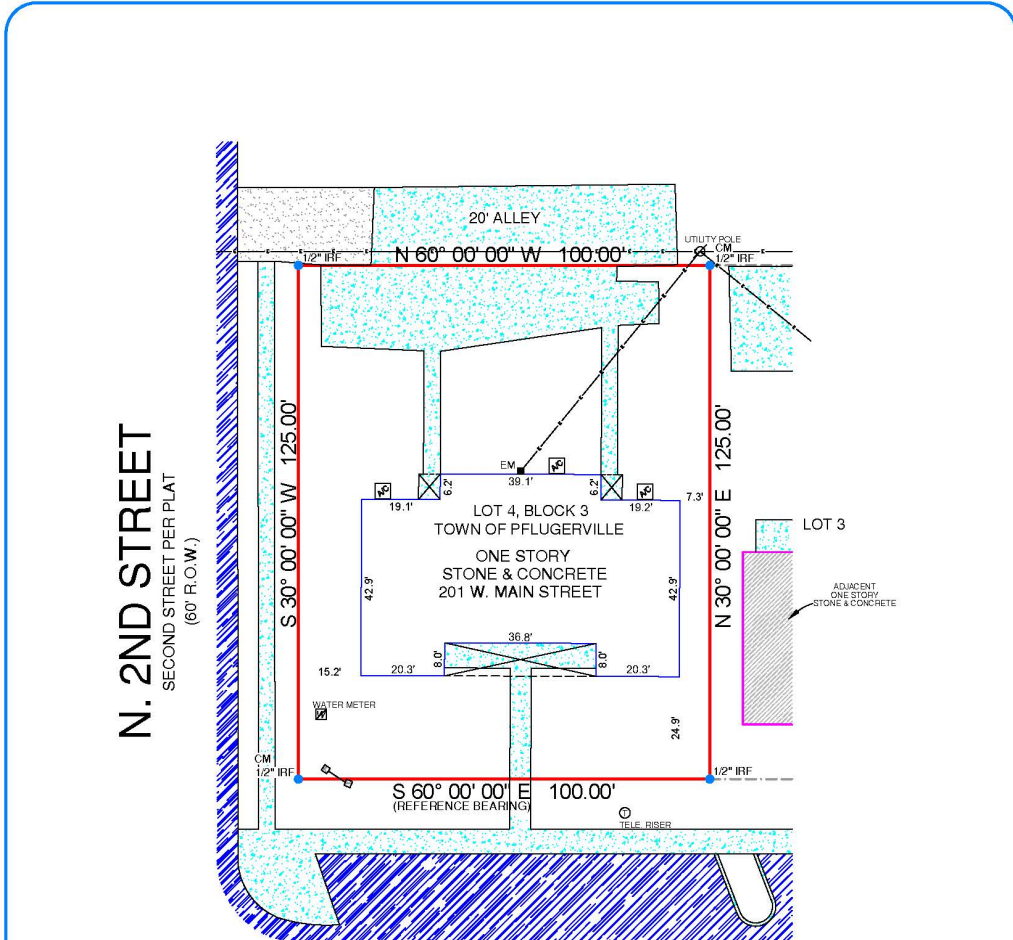 20' ALLEY
UTILITY POLE
CM
1/2" IRF
1/2" IRF
N 60° 00' 00" W 100.00'
N. 2ND STREET
SECOND STREET PER PLAT
(60' R.O.W.)
S 30° 00' 00" W 125.00'
N 30° 00' 00" E 125.00'
EM
A/C
39.1'
A/C
6.2'
6.2'
A/C
19.1'
19.2'
7.3'
LOT 4, BLOCK 3
TOWN OF PFLUGERVILLE
ONE STORY
STONE & CONCRETE
201 W. MAIN STREET
LOT 3
ADJACENT
ONE STORY
STONE & CONCRETE
42.9'
42.9'
36.8'
8.0'
8.0'
15.2'
20.3'
20.3'
WATER METER
W
24.9'
CM
1/2" IRF
1/2" IRF
S 60° 00' 00" E 100.00'
(REFERENCE BEARING)
T
TELE. RISER